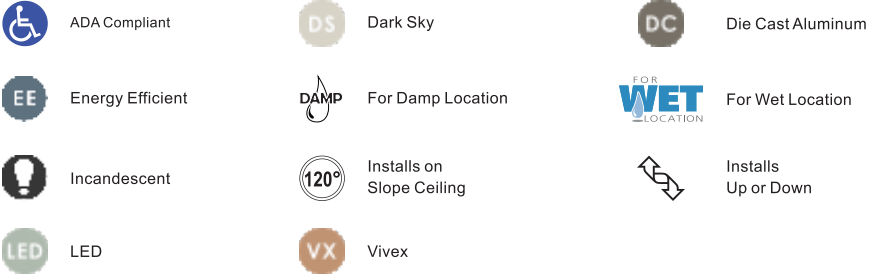 ADA Compliant
DS
Dark Sky
DC
Die Cast Aluminum
EE
Energy Efficient
DAMP
For Damp Location
FOR
WET
LOCATION
For Wet Location
Incandescent
120°
Installs on
Slope Ceiling
Installs
Up or Down
LED
LED
VX
Vivex